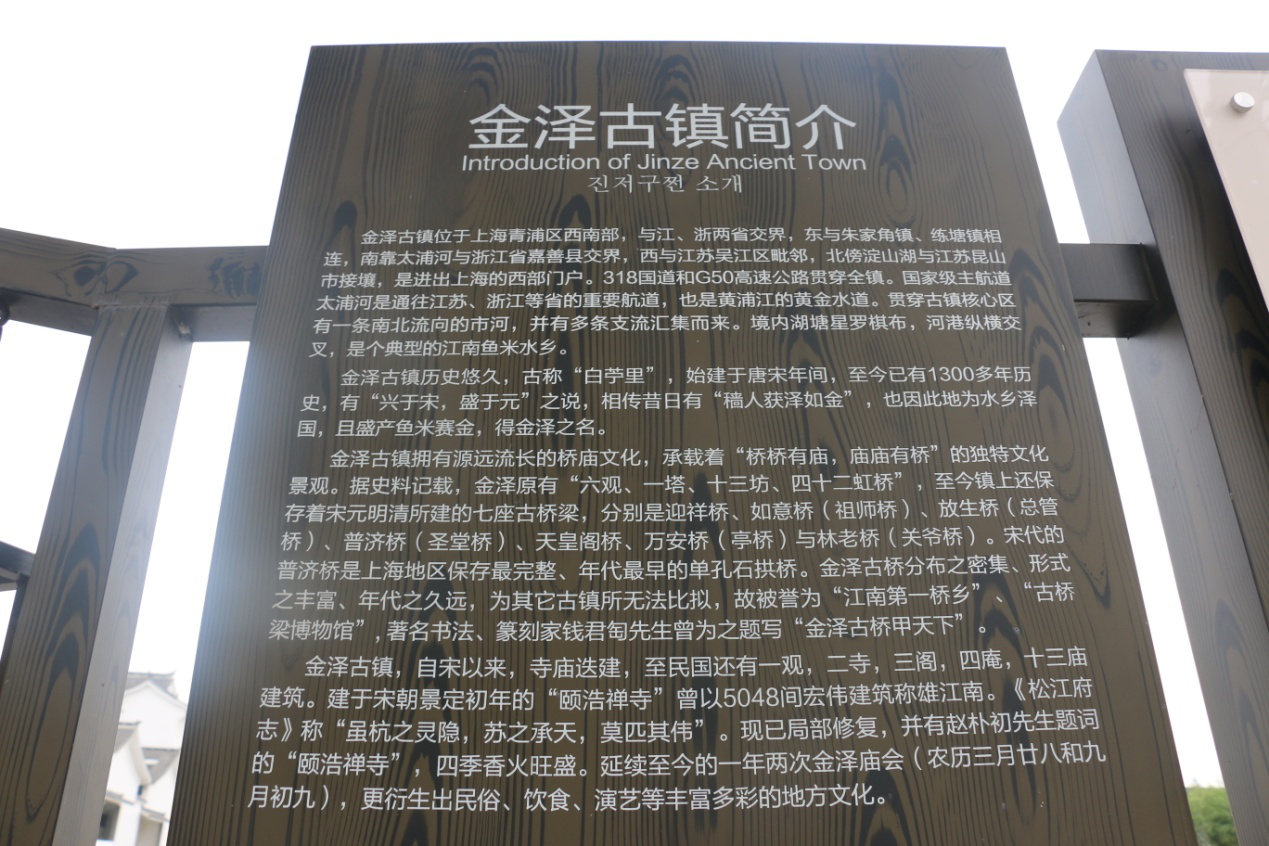 金泽古镇简介
Introduction of Jinze Ancient Town
진저구쩐 소개
金泽古镇位于上海青浦区西南部，与江、浙两省交界，东与朱家角镇、练塘镇相
连，南靠太浦河与浙江省嘉善县交界，西与江苏吴江区毗邻，北傍淀山湖与江苏昆山
市接壤，是进出上海的西部门户。318国道和G50高速公路贯穿全镇。国家级主航道
太浦河是通往江苏、浙江等省的重要航道，也是黄浦江的黄金水道。贯穿古镇核心区
有一条南北流向的市河，并有多条支流汇集而来。境内湖塘星罗棋布，河港纵横交
叉，是个典型的江南鱼米水乡。
金泽古镇历史悠久，古称“白苧里”，始建于唐宋年间，至今已有1300多年历
史，有“兴于宋，盛于元”之说，相传昔日有“穑人获泽如金”，也因此地为水乡泽
国，且盛产鱼米赛金，得金泽之名。
金泽古镇拥有源远流长的桥庙文化，承载着“桥桥有庙，庙庙有桥”的独特文化
景观。据史料记载，金泽原有“六观、一塔、十三坊、四十二虹桥”，至今镇上还保
存着宋元明清所建的七座古桥梁，分别是迎祥桥、如意桥（祖师桥）、放生桥（总管
桥）、普济桥（圣堂桥）、天皇阁桥、万安桥（亭桥）与林老桥（关爷桥）。宋代的
普济桥是上海地区保存最完整、年代最早的单孔石拱桥。金泽古桥分布之密集、形式
之丰富、年代之久远，为其它古镇所无法比拟，故被誉为“江南第一桥乡”、“古桥
梁博物馆”,著名书法、篆刻家钱君匋先生曾为之题写“金泽古桥甲天下”。
金泽古镇，自宋以来，寺庙迭建，至民国还有一观，二寺，三阁，四庵，十三庙
建筑。建于宋朝景定初年的“颐浩禅寺”曾以5048间宏伟建筑称雄江南。《松江府
志》称“虽杭之灵隐，苏之承天，莫匹其伟”。现已局部修复，并有赵朴初先生题词
的“颐浩禅寺”，四季香火旺盛。延续至今的一年两次金泽庙会（农历三月廿八和九
月初九），更衍生出民俗、饮食、演艺等丰富多彩的地方文化。